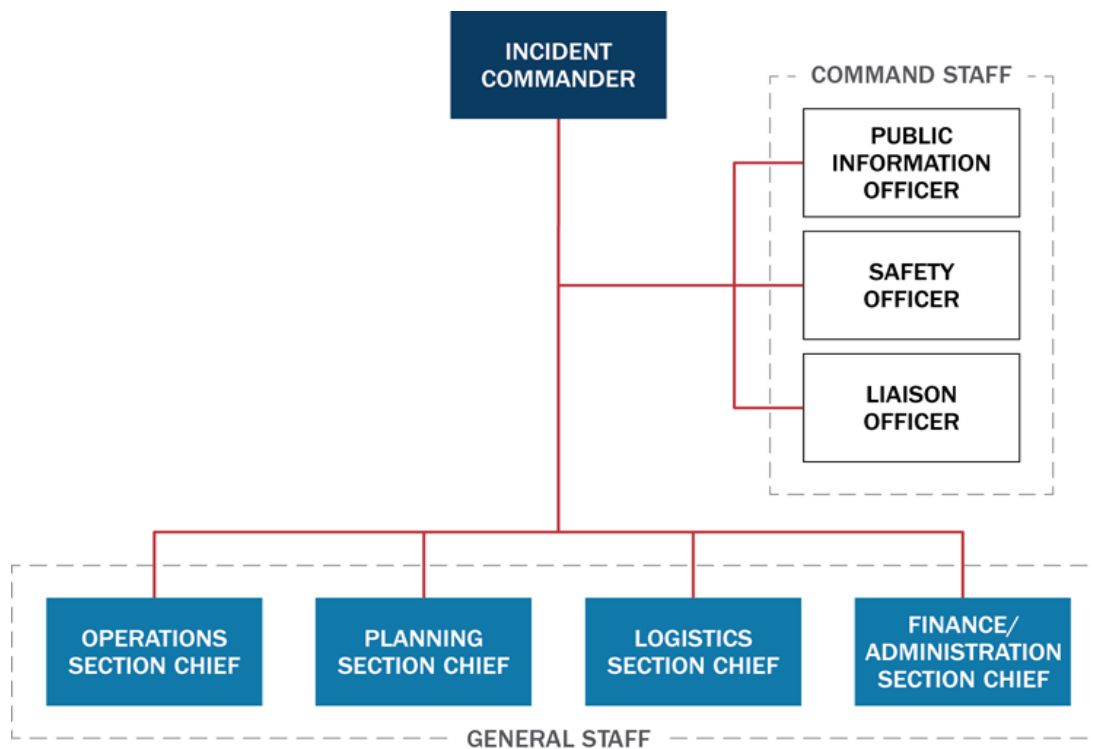 INCIDENT
COMMANDER
COMMAND STAFF
PUBLIC
INFORMATION
OFFICER
SAFETY
OFFICER
LIAISON
OFFICER
OPERATIONS
SECTION CHIEF
PLANNING
SECTION CHIEF
LOGISTICS
SECTION CHIEF
FINANCE/
ADMINISTRATION
SECTION CHIEF
GENERAL STAFF